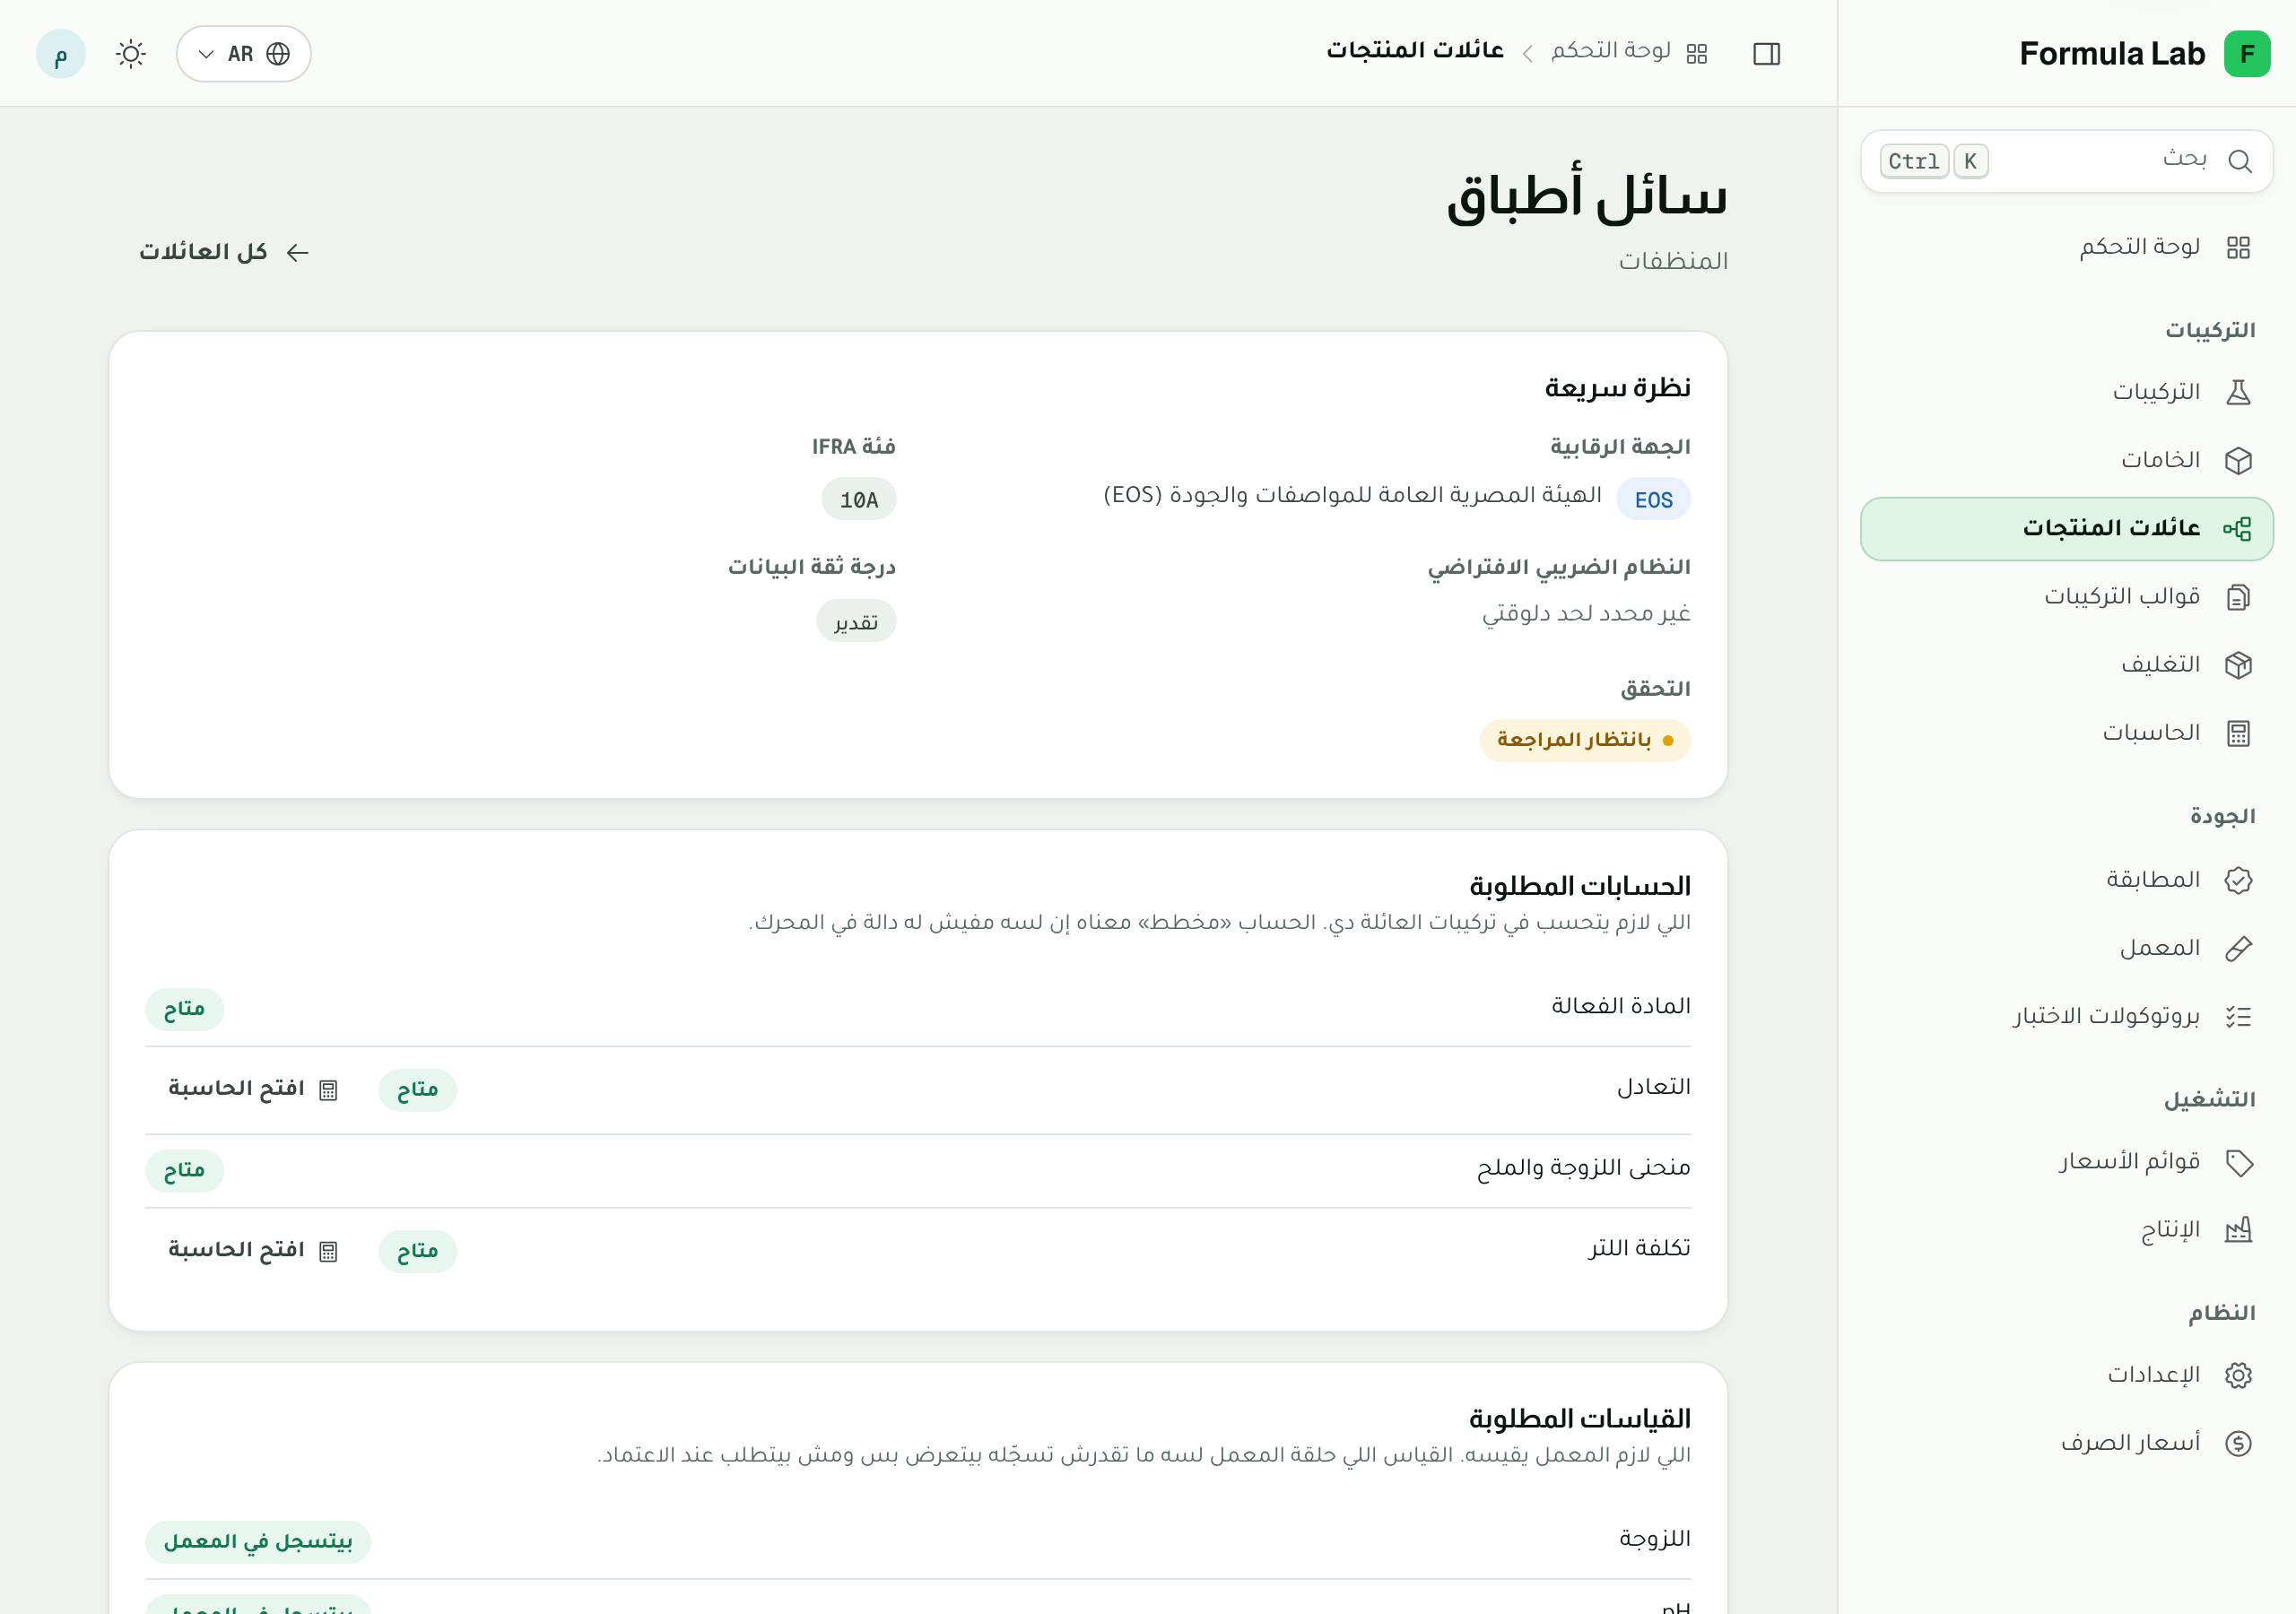 F Formula Lab
لوحة التحكم > عائلات المنتجات
AR
م
بحث Ctrl K
لوحة التحكم
التركيبات
التركيبات
الخامات
عائلات المنتجات
قوالب التركيبات
التغليف
الحاسبات
الجودة
المطابقة
المعمل
بروتوكولات الاختبار
التشغيل
قوائم الأسعار
الإنتاج
النظام
الإعدادات
أسعار الصرف
سائل أطباق
المنظفات
← كل العائلات
نظرة سريعة
الجهة الرقابية
EOS الهيئة المصرية العامة للمواصفات والجودة (EOS)
فئة IFRA
10A
النظام الضريبي الافتراضي
غير محدد لحد دلوقتي
درجة ثقة البيانات
تقدير
التحقق
بانتظار المراجعة
الحسابات المطلوبة
اللي لازم يتحسب في تركيبات العائلة دي. الحساب «مخطط» معناه إن لسه مفيش له دالة في المحرك.
المادة الفعالة متاح
التعادل متاح افتح الحاسبة
منحنى اللزوجة والملح متاح
تكلفة اللتر متاح افتح الحاسبة
القياسات المطلوبة
اللي لازم المعمل يقيسه. القياس اللي حلقة المعمل لسه ما تقدرش تسجّله بيتعرض بس ومش بيتطلب عند الاعتماد.
اللزوجة بيتسجل في المعمل
pH بيتسجل في المعمل